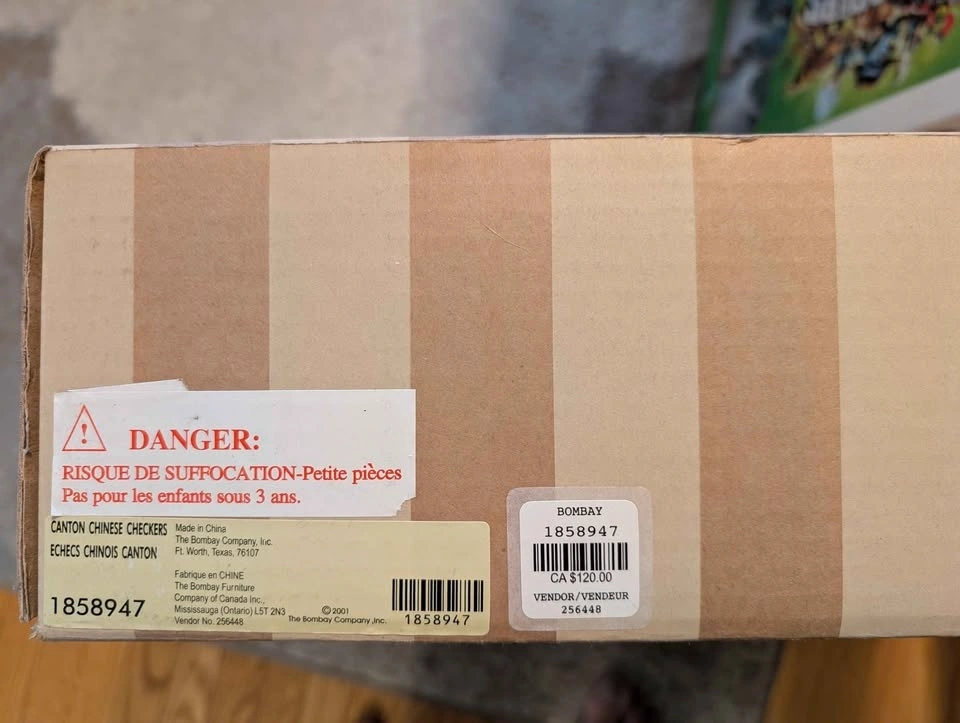 DANGER:
RISQUE DE SUFFOCATION-Petite pièces
Pas pour les enfants sous 3 ans.
CANTON CHINESE CHECKERS
ECHECS CHINOIS CANTON
1858947
Made in China
The Bombay Company, Inc.
Ft. Worth, Texas, 76107
Fabrique en CHINE
The Bombay Furniture
Company of Canada Inc.,
Mississauga (Ontario) L5T 2N3
Vendor No. 256448
©2001
The Bombay Company,Inc.
1858947
BOMBAY
1858947
CA $120.00
VENDOR/VENDEUR
256448